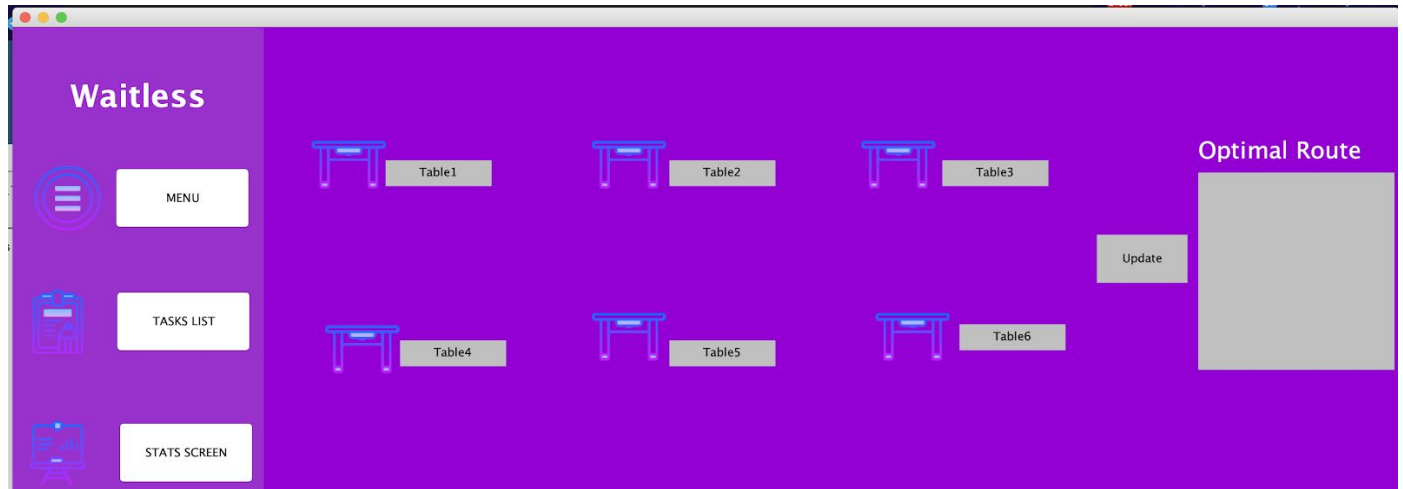 Waitless
MENU
TASKS LIST
STATS SCREEN
Table1
Table2
Table3
Table4
Table5
Table6
Update
Optimal Route